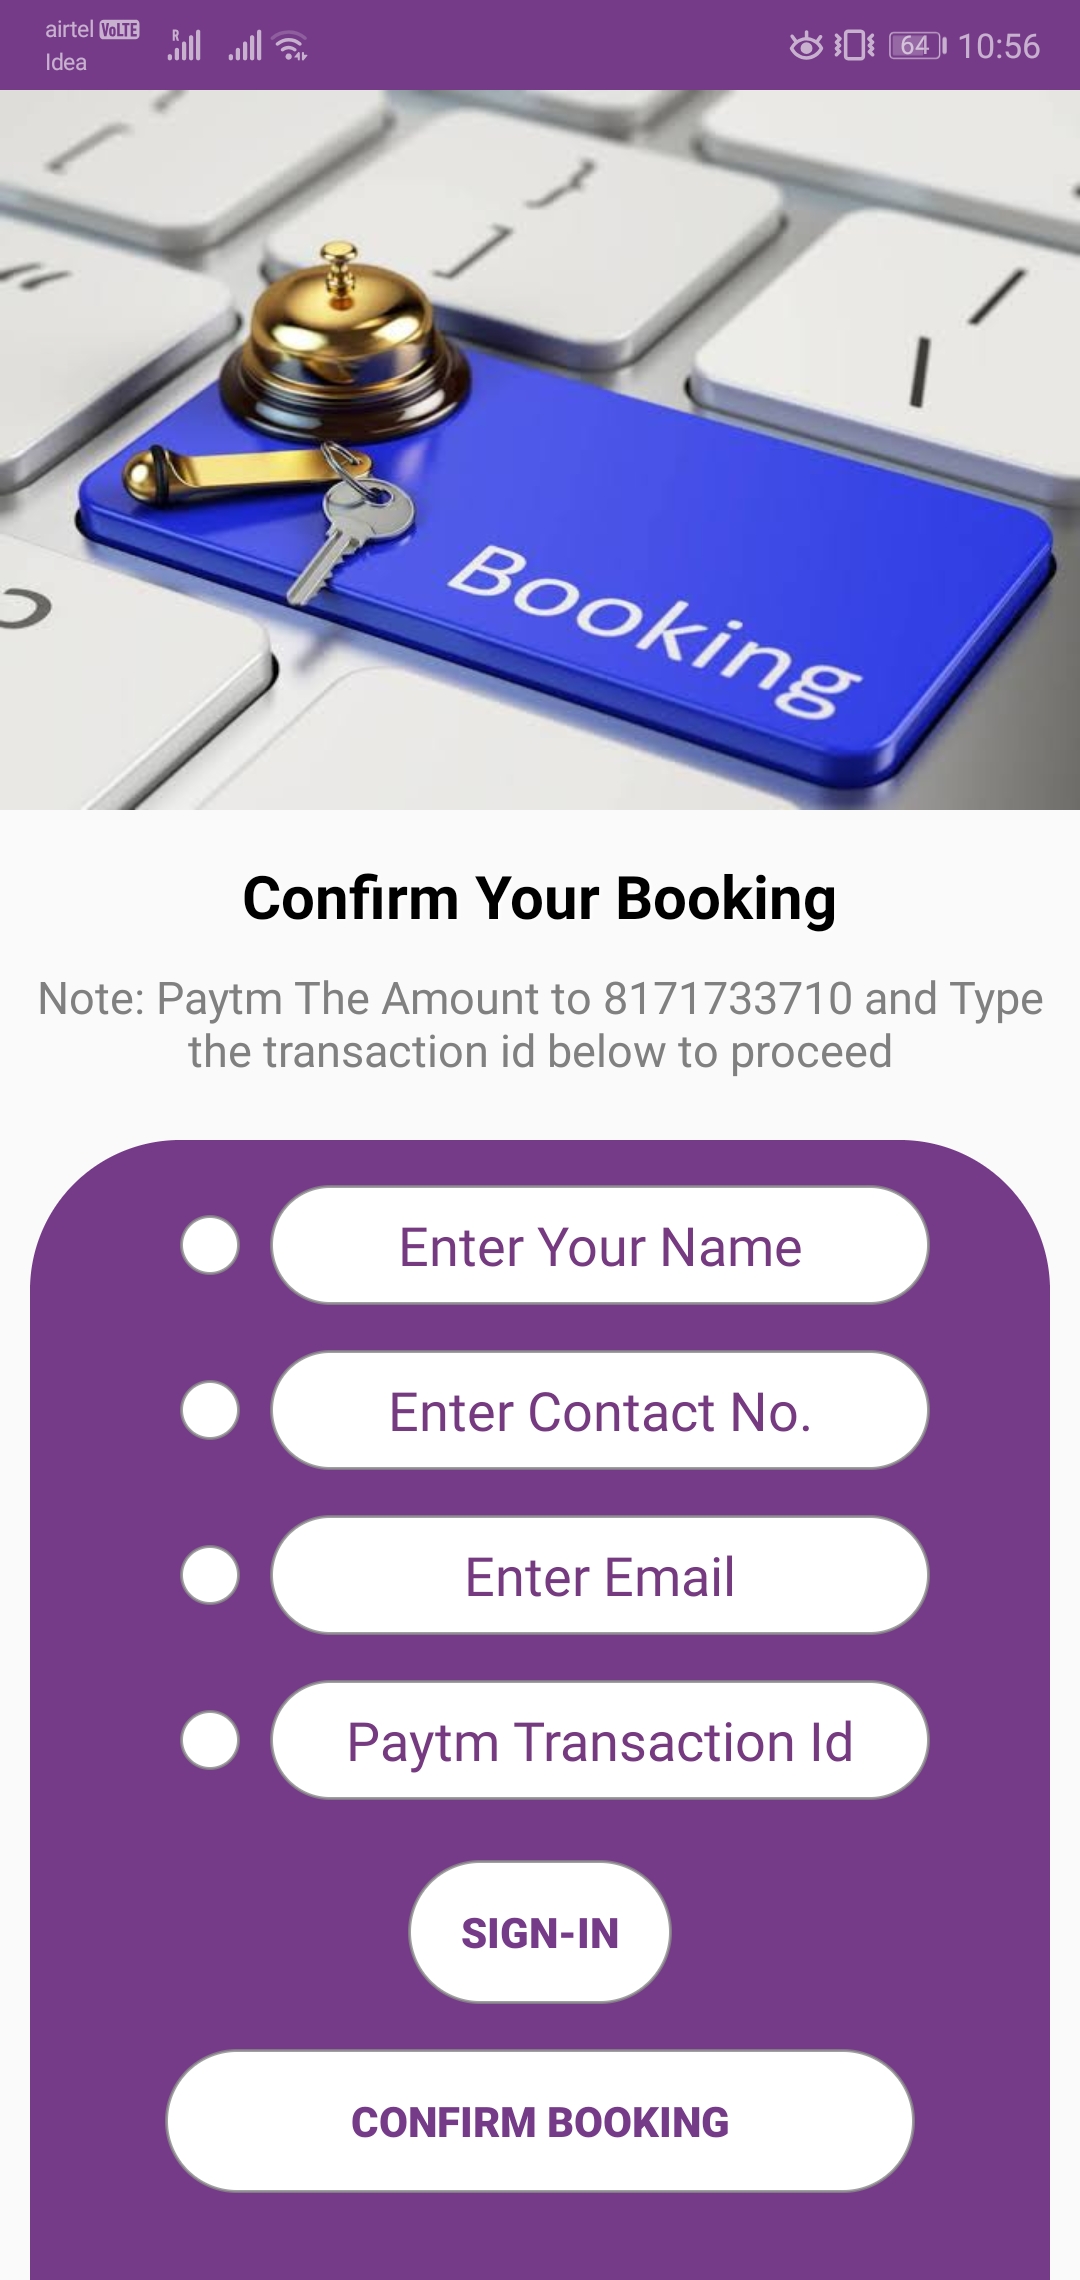 airtel VoLTE
Idea
R
64
10:56
Booking
Confirm Your Booking
Note: Paytm The Amount to 8171733710 and Type
the transaction id below to proceed
Enter Your Name
Enter Contact No.
Enter Email
Paytm Transaction Id
SIGN-IN
CONFIRM BOOKING